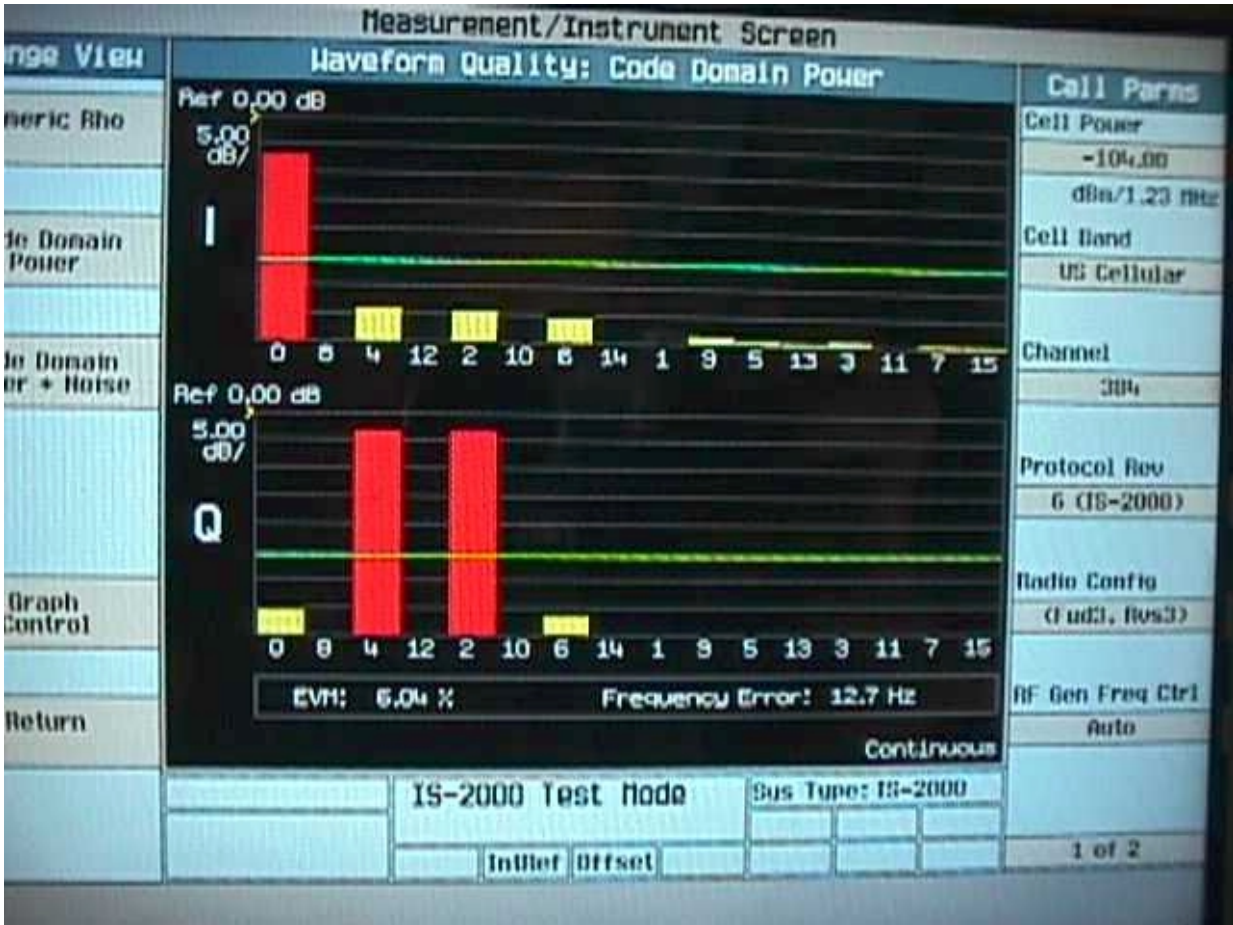 Measurement/Instrument Screen
nge View
Waveform Quality: Code Domain Power
Call Parms
neric Rho
de Domain
Power
de Domain
er + Noise
Graph
Control
Return
Ref 0.00 dB
5.00
dB/
I
0 8 4 12 2 10 6 14 1 9 5 13 3 11 7 15
Ref 0.00 dB
5.00
dB/
Q
0 8 4 12 2 10 6 14 1 9 5 13 3 11 7 15
EVM: 6.04 % Frequency Error: 12.7 Hz
Continuous
IS-2000 Test Mode
Sys Type: IS-2000
IntRef Offset
Cell Power
-104.00
dBm/1.23 MHz
Cell Band
US Cellular
Channel
384
Protocol Rev
6 (IS-2000)
Radio Config
(Fwd3, Rvs3)
RF Gen Freq Ctrl
Auto
1 of 2